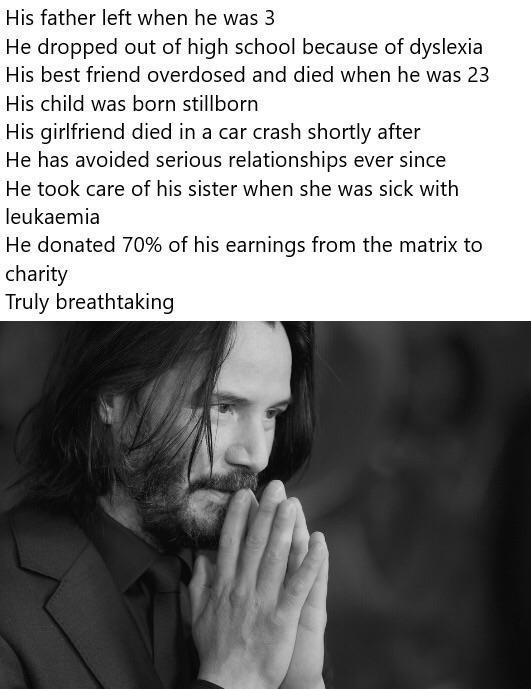 His father left when he was 3
He dropped out of high school because of dyslexia
His best friend overdosed and died when he was 23
His child was born stillborn
His girlfriend died in a car crash shortly after
He has avoided serious relationships ever since
He took care of his sister when she was sick with
leukaemia
He donated 70% of his earnings from the matrix to
charity
Truly breathtaking